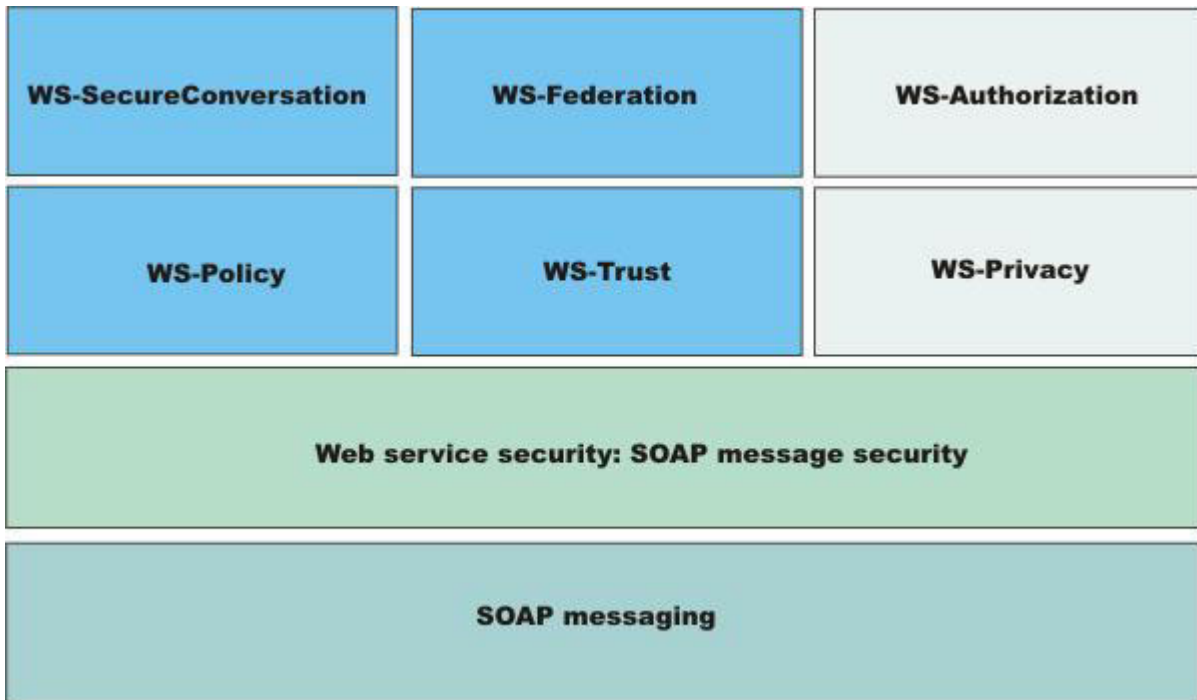 WS-SecureConversation
WS-Federation
WS-Authorization
WS-Policy
WS-Trust
WS-Privacy
Web service security: SOAP message security
SOAP messaging